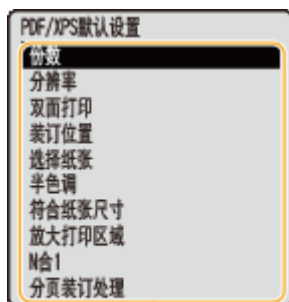 PDF/XPS默认设置
份数
分辨率
双面打印
装订位置
选择纸张
半色调
符合纸张尺寸
放大打印区域
N合1
分页装订处理